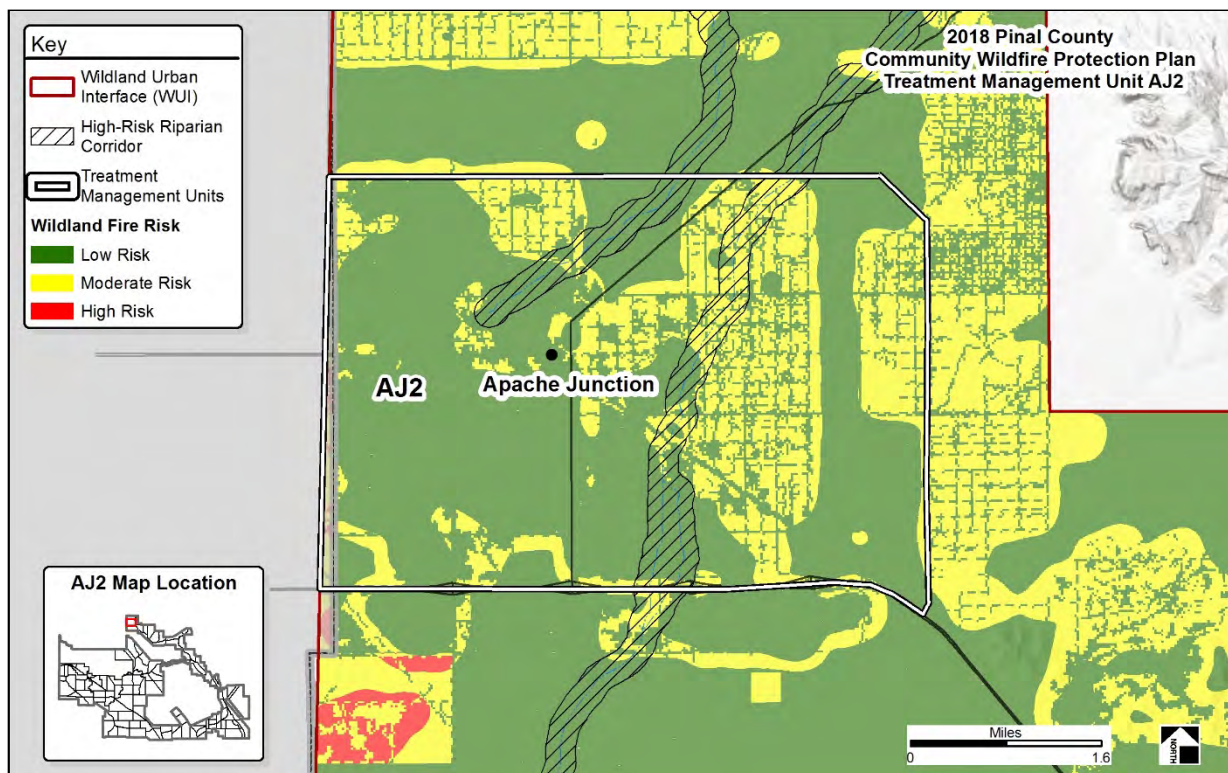 Key
Wildland Urban
Interface (WUI)
High-Risk Riparian
Corridor
Treatment
Management Units
Wildland Fire Risk
Low Risk
Moderate Risk
High Risk
2018 Pinal County
Community Wildfire Protection Plan
Treatment Management Unit AJ2
AJ2
Apache Junction
AJ2 Map Location
Miles
1.6
NORTH